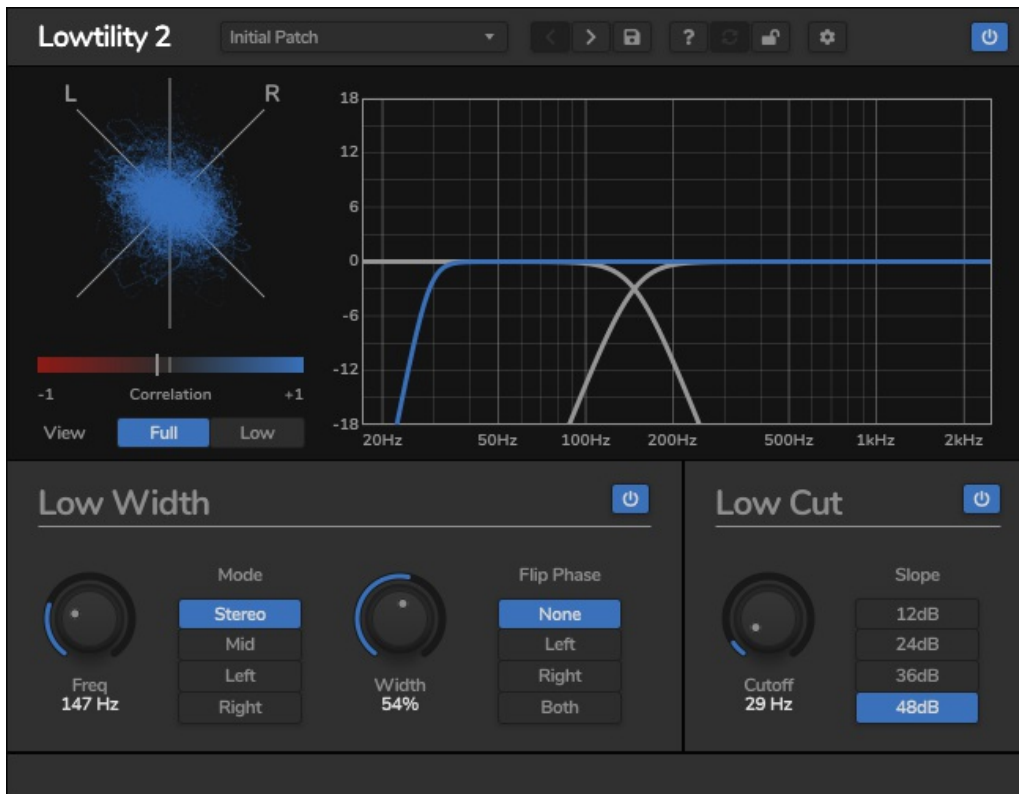 Lowtility 2 Initial Patch ?
L R
18
12
6
0
-6
-12
-18
20Hz 50Hz 100Hz 200Hz 500Hz 1kHz 2kHz
-1 Correlation +1
View Full Low
Low Width
Freq
147 Hz
Mode
Stereo
Mid
Left
Right
Width
54%
Flip Phase
None
Left
Right
Both
Low Cut
Cutoff
29 Hz
Slope
12dB
24dB
36dB
48dB